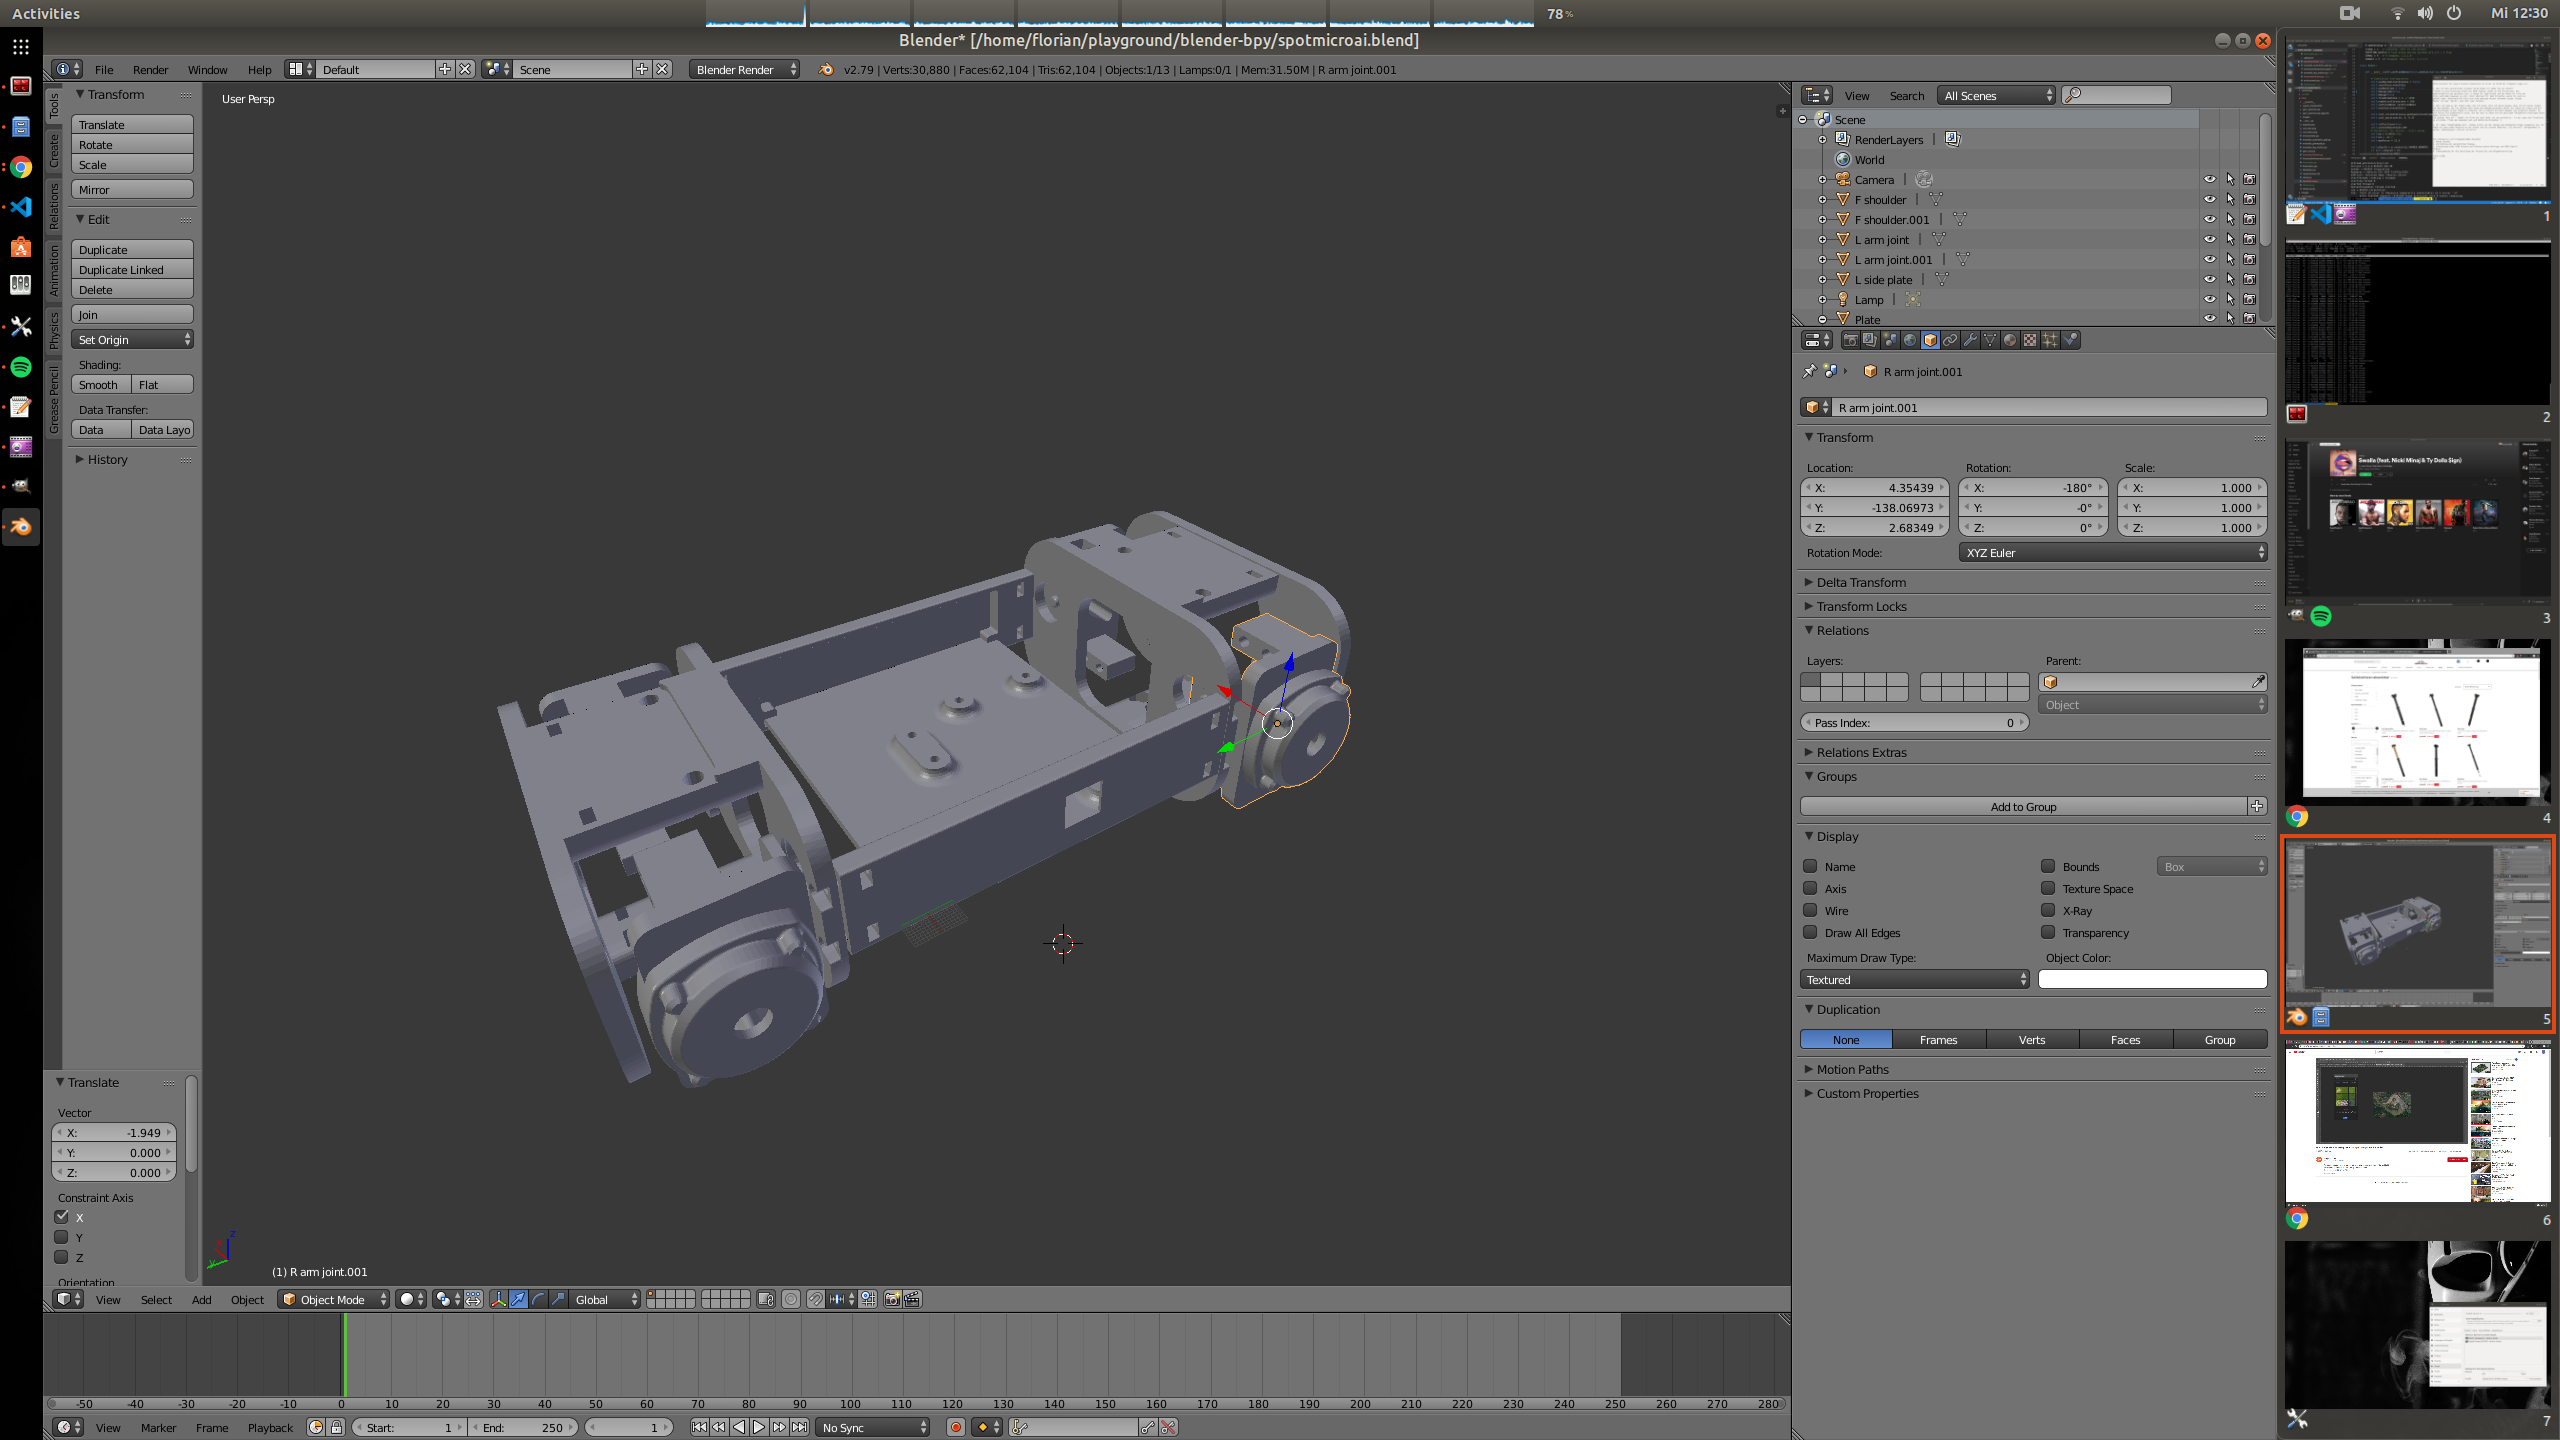 Activities
78%
Mi 12:30
Blender* [/home/florian/playground/blender-bpy/spotmicroai.blend]
File Render Window Help Default Scene Blender Render v2.79 | Verts:30,880 | Faces:62,104 | Tris:62,104 | Objects:1/13 | Lamps:0/1 | Mem:31.50M | R arm joint.001
Tools
Create
Relations
Animation
Physics
Grease Pencil
Transform
Translate
Rotate
Scale
Mirror
Edit
Duplicate
Duplicate Linked
Delete
Join
Set Origin
Shading:
Smooth Flat
Data Transfer:
Data Data Layo
History
Translate
Vector
X: -1.949
Y: 0.000
Z: 0.000
Constraint Axis
X
Y
Z
Orientation
User Persp
(1) R arm joint.001
View Select Add Object Object Mode Global
-50 -40 -30 -20 -10 0 10 20 30 40 50 60 70 80 90 100 110 120 130 140 150 160 170 180 190 200 210 220 230 240 250 260 270 280
View Marker Frame Playback Start: 1 End: 250 1 No Sync
View Search All Scenes
Scene
RenderLayers |
World
Camera |
F shoulder |
F shoulder.001 |
L arm joint |
L arm joint.001 |
L side plate |
Lamp |
Plate
R arm joint.001
R arm joint.001
Transform
Location: Rotation: Scale:
X: 4.35439 X: -180° X: 1.000
Y: -138.06973 Y: -0° Y: 1.000
Z: 2.68349 Z: 0° Z: 1.000
Rotation Mode: XYZ Euler
Delta Transform
Transform Locks
Relations
Layers: Parent:
Object
Pass Index: 0
Relations Extras
Groups
Add to Group
Display
Name Bounds Box
Axis Texture Space
Wire X-Ray
Draw All Edges Transparency
Maximum Draw Type: Object Color:
Textured
Duplication
None Frames Verts Faces Group
Motion Paths
Custom Properties
1
2
Swalla (feat. Nicki Minaj & Ty Dolla $ign)
3
4
5
6
7